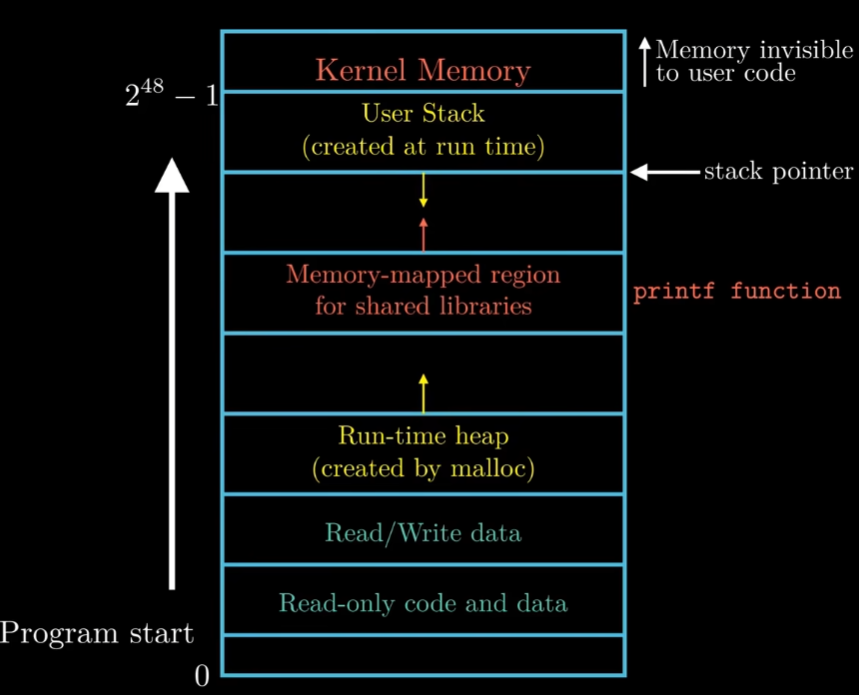 Kernel Memory
Memory invisible
to user code
2^48 − 1
User Stack
(created at run time)
stack pointer
Memory-mapped region
for shared libraries
printf function
Run-time heap
(created by malloc)
Read/Write data
Read-only code and data
Program start
0